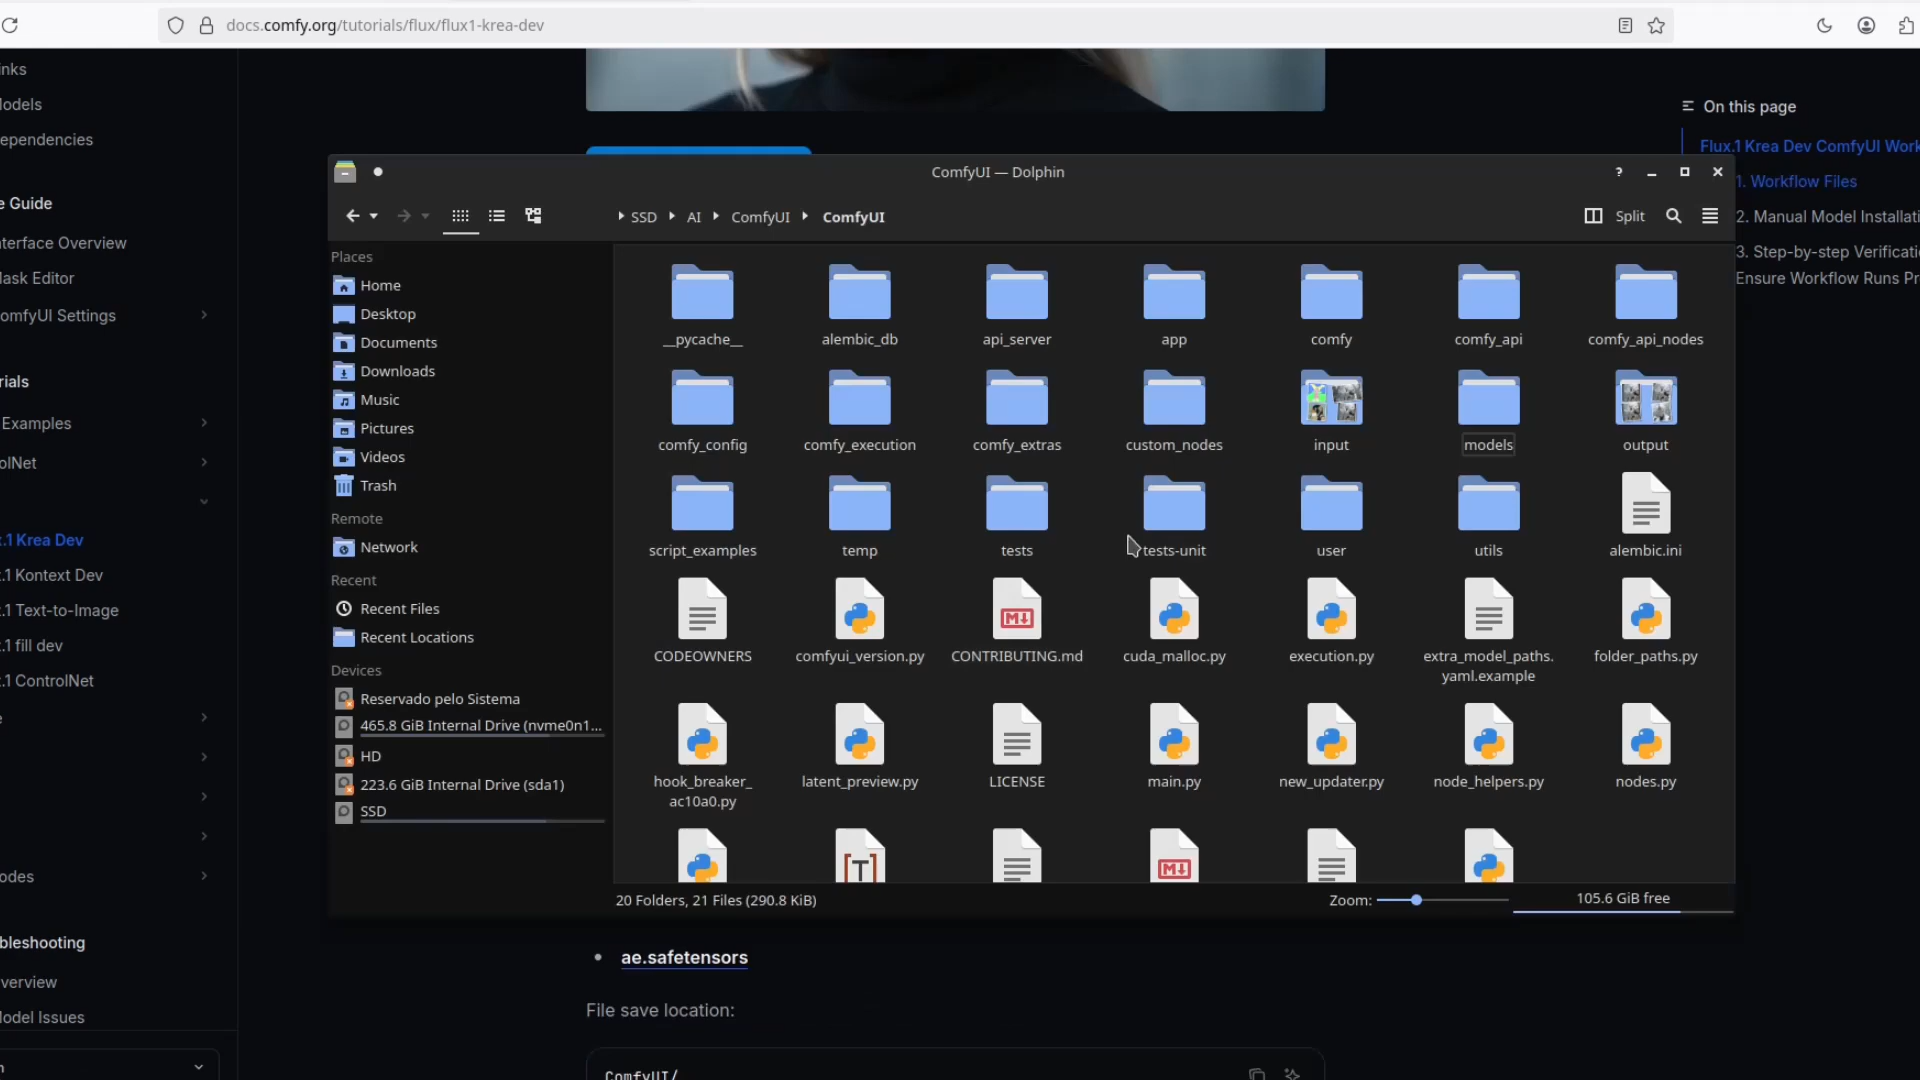 docs.comfy.org/tutorials/flux/flux1-krea-dev
inks
Models
ependencies
e Guide
nterface Overview
Mask Editor
omfyUI Settings
rials
Examples
olNet
.1 Krea Dev
.1 Kontext Dev
.1 Text-to-Image
.1 fill dev
.1 ControlNet
odes
bleshooting
verview
Model Issues
On this page
Flux.1 Krea Dev ComfyUI Work
1. Workflow Files
2. Manual Model Installati
3. Step-by-step Verificatio
Ensure Workflow Runs Pr
ComfyUI — Dolphin
?
SSD
AI
ComfyUI
ComfyUI
Split
Places
Home
Desktop
Documents
Downloads
Music
Pictures
Videos
Trash
Remote
Network
Recent
Recent Files
Recent Locations
Devices
Reservado pelo Sistema
465.8 GiB Internal Drive (nvme0n1...
HD
223.6 GiB Internal Drive (sda1)
SSD
__pycache__
alembic_db
api_server
app
comfy
comfy_api
comfy_api_nodes
comfy_config
comfy_execution
comfy_extras
custom_nodes
input
models
output
script_examples
temp
tests
tests-unit
user
utils
alembic.ini
CODEOWNERS
comfyui_version.py
CONTRIBUTING.md
cuda_malloc.py
execution.py
extra_model_paths.
yaml.example
folder_paths.py
hook_breaker_
ac10a0.py
latent_preview.py
LICENSE
main.py
new_updater.py
node_helpers.py
nodes.py
20 Folders, 21 Files (290.8 KiB)
Zoom:
105.6 GiB free
ae.safetensors
File save location:
ComfyUI/